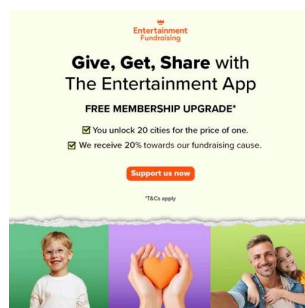 Entertainment
Fundraising
Give, Get, Share with
The Entertainment App
FREE MEMBERSHIP UPGRADE*
You unlock 20 cities for the price of one.
We receive 20% towards our fundraising cause.
Support us now
*T&Cs apply